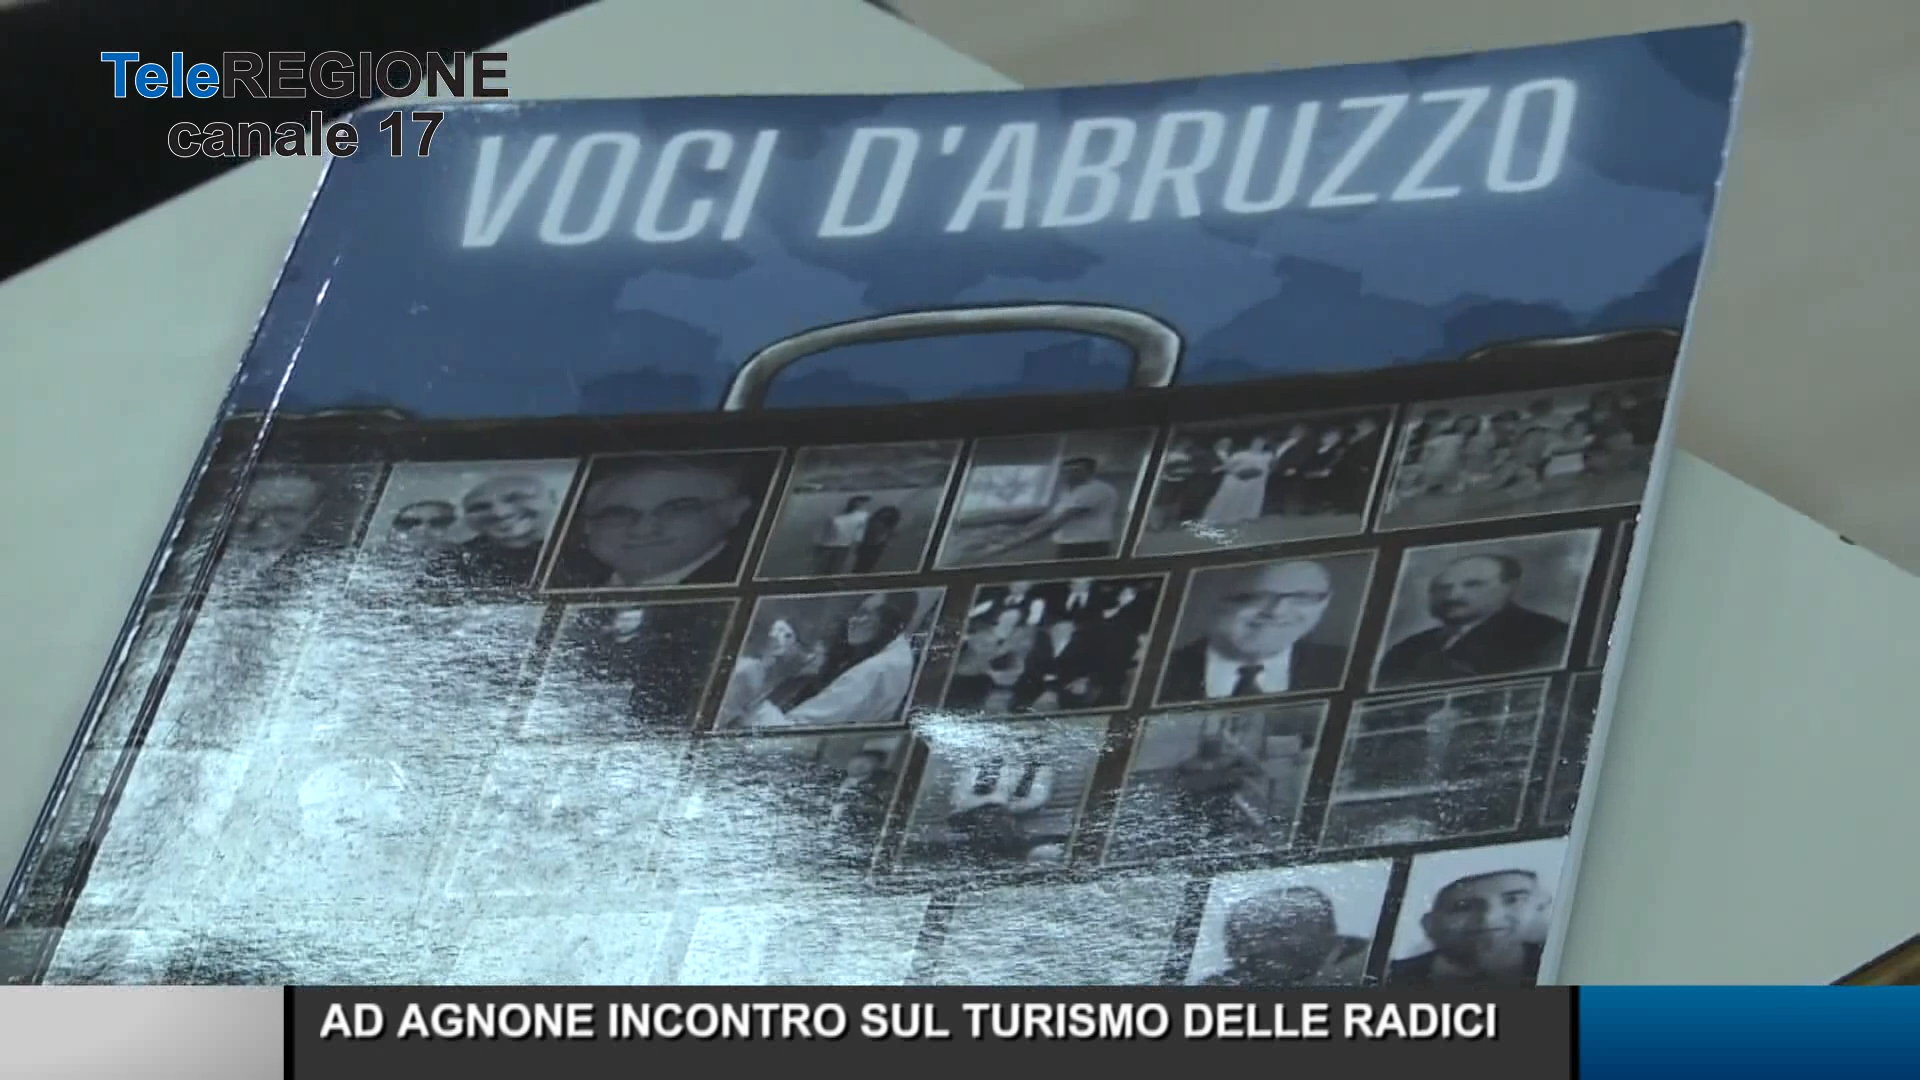 TeleREGIONE
canale 17
VOCI D'ABRUZZO
AD AGNONE INCONTRO SUL TURISMO DELLE RADICI